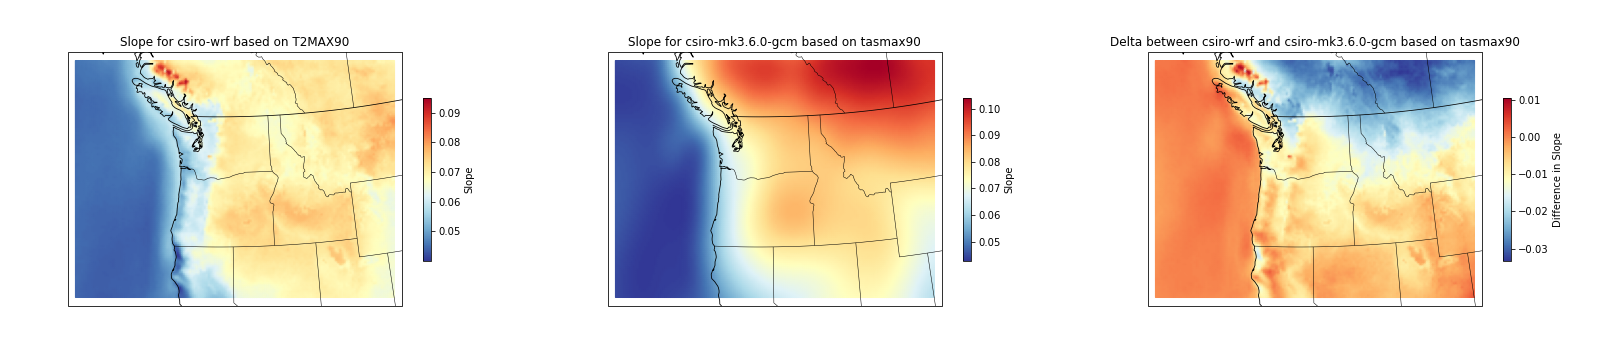 Slope for csiro-wrf based on T2MAX90
0.09
0.08
0.07
0.06
0.05
Slope
Slope for csiro-mk3.6.0-gcm based on tasmax90
0.10
0.09
0.08
0.07
0.06
0.05
Slope
Delta between csiro-wrf and csiro-mk3.6.0-gcm based on tasmax90
0.01
0.00
−0.01
−0.02
−0.03
Difference in Slope